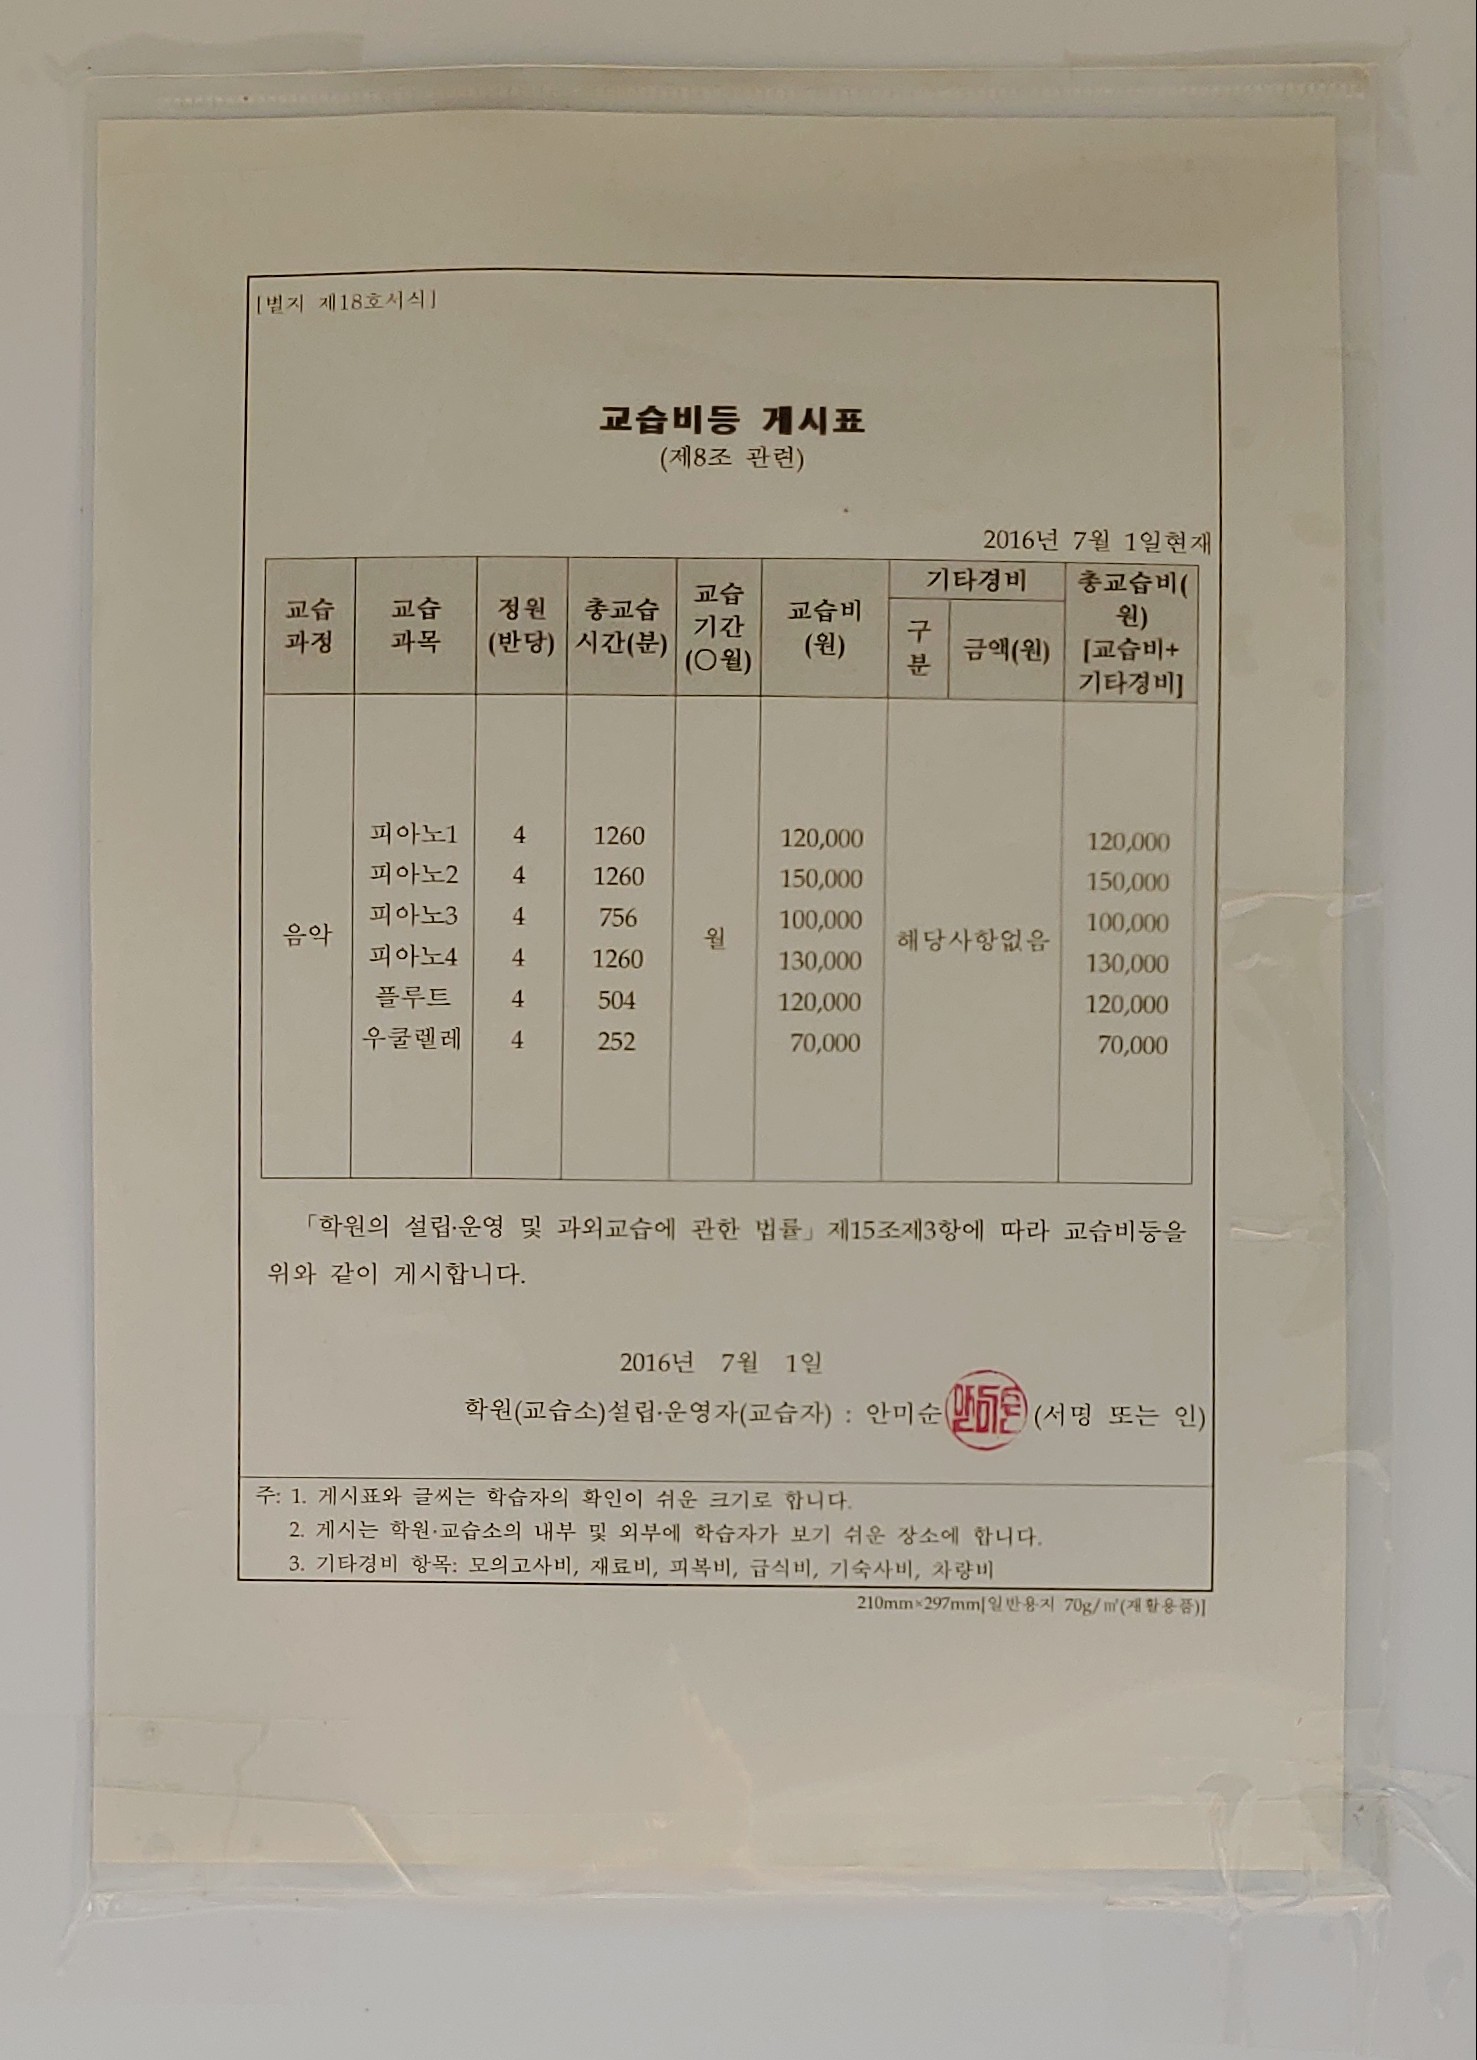 [별지 제18호서식]
교습비등 게시표
(제8조 관련)
2016년 7월 1일현재
교습 과정 교습 과목 정원 (반당) 총교습 시간(분) 교습 기간 (○월) 교습비 (원) 기타경비 구분 금액(원) 총교습비(원) [교습비+ 기타경비]
피아노1 4 1260 120,000 120,000
피아노2 4 1260 150,000 150,000
피아노3 4 756 100,000 100,000
음악 월 해당사항없음
피아노4 4 1260 130,000 130,000
플루트 4 504 120,000 120,000
우쿨렐레 4 252 70,000 70,000
「학원의 설립·운영 및 과외교습에 관한 법률」제15조제3항에 따라 교습비등을
위와 같이 게시합니다.
2016년 7월 1일
학원(교습소)설립·운영자(교습자) : 안미순 (서명 또는 인)
주: 1. 게시표와 글씨는 학습자의 확인이 쉬운 크기로 합니다.
2. 게시는 학원·교습소의 내부 및 외부에 학습자가 보기 쉬운 장소에 합니다.
3. 기타경비 항목: 모의고사비, 재료비, 피복비, 급식비, 기숙사비, 차량비
210mm×297mm[일반용지 70g/㎡(재활용품)]